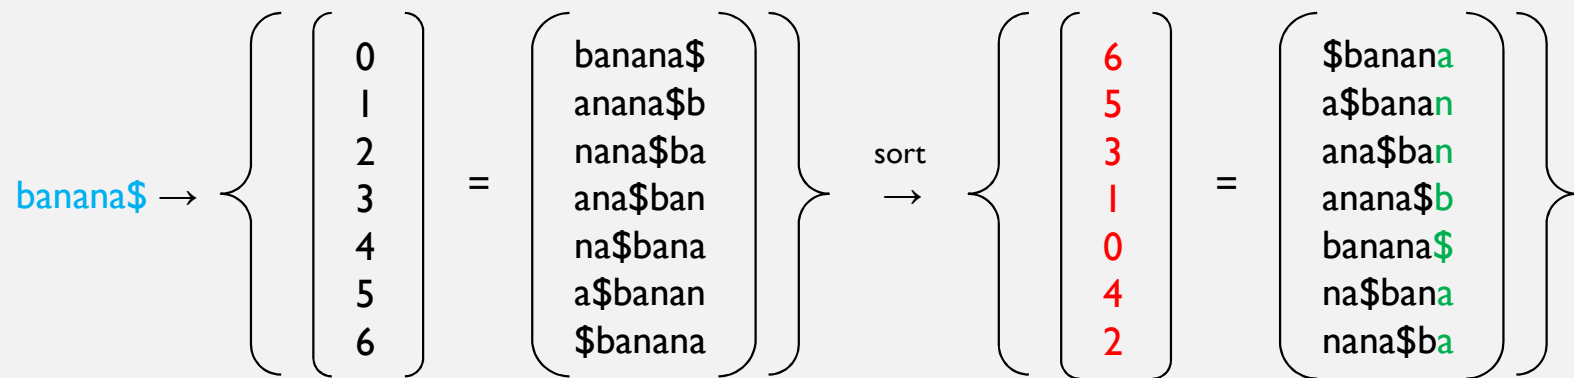 0 banana$ 6 $banana
1 anana$b 5 a$banan
2 nana$ba sort 3 ana$ban
banana$ → 3 = ana$ban → 1 = anana$b
4 na$bana 0 banana$
5 a$banan 4 na$bana
6 $banana 2 nana$ba